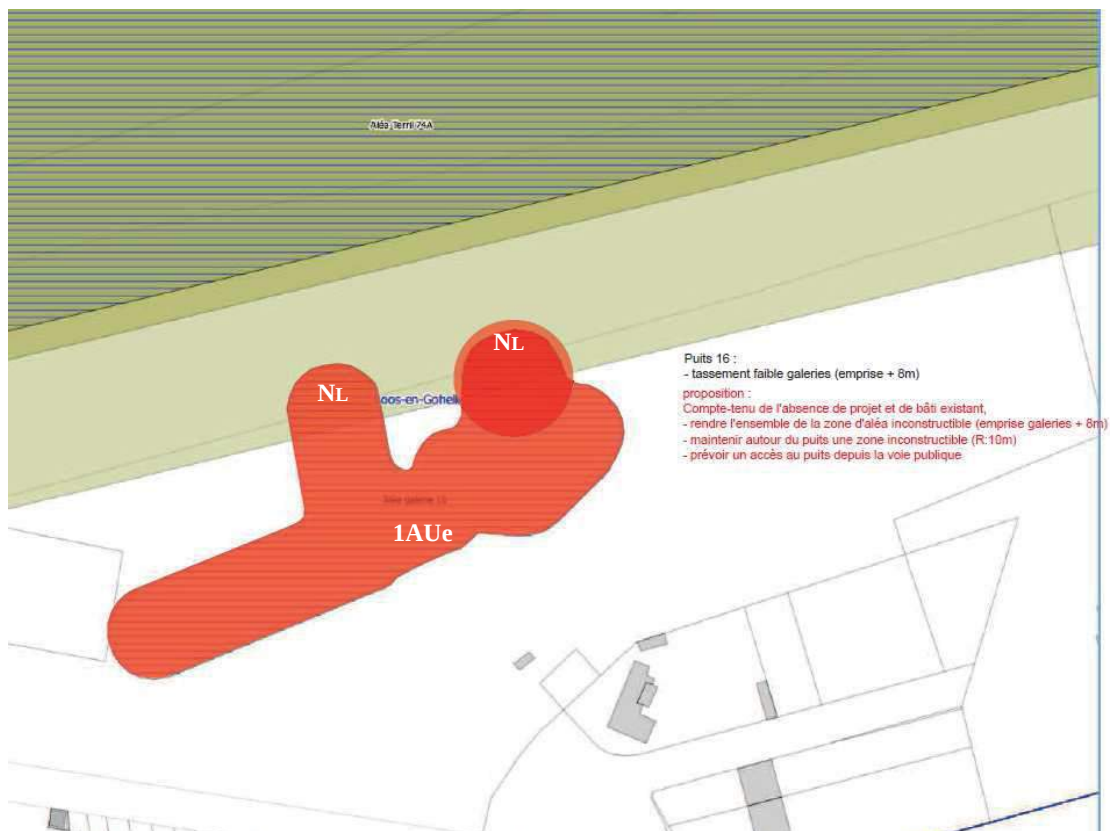 Aléa Terril 74A
NL
NL
oos-en-Gohell
Puits 16 :
- tassement faible galeries (emprise + 8m)
proposition :
Compte-tenu de l'absence de projet et de bâti existant,
- rendre l'ensemble de la zone d'aléa inconstructible (emprise galeries + 8m)
- maintenir autour du puits une zone inconstructible (R:10m)
- prévoir un accès au puits depuis la voie publique
1AUe